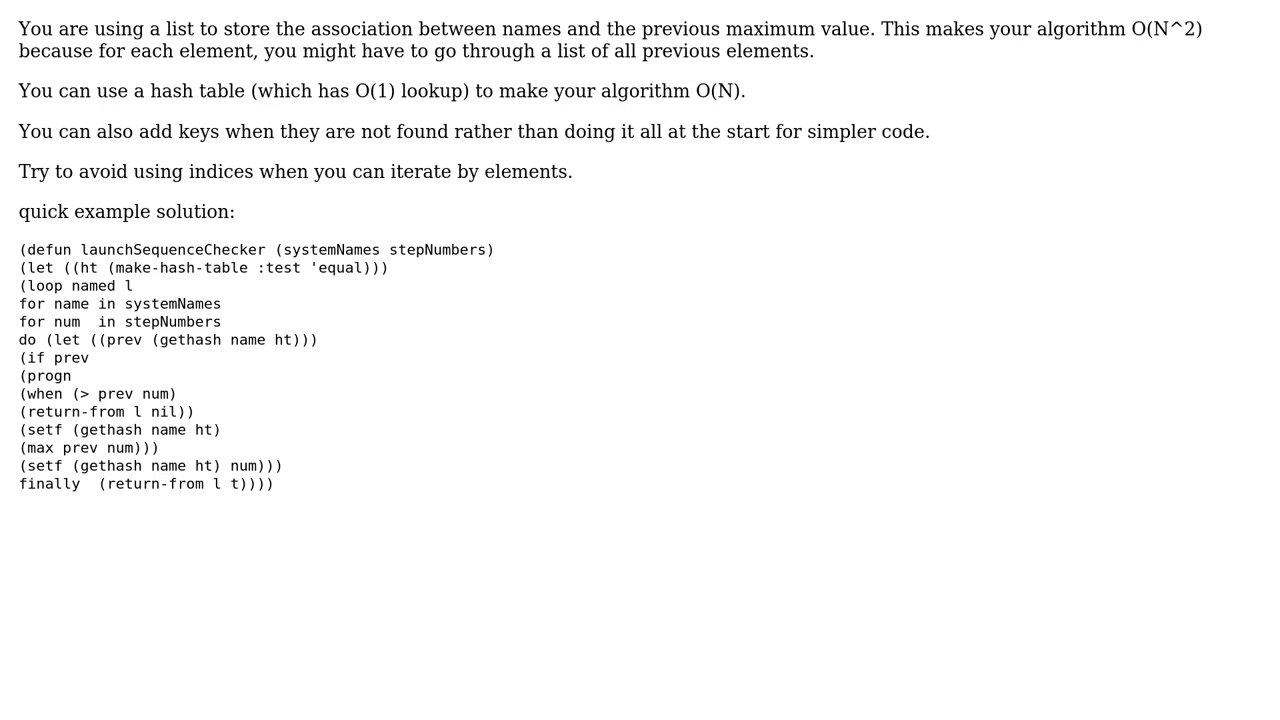 You are using a list to store the association between names and the previous maximum value. This makes your algorithm O(N^2)
because for each element, you might have to go through a list of all previous elements.
You can use a hash table (which has O(1) lookup) to make your algorithm O(N).
You can also add keys when they are not found rather than doing it all at the start for simpler code.
Try to avoid using indices when you can iterate by elements.
quick example solution:
(defun launchSequenceChecker (systemNames stepNumbers)
(let ((ht (make-hash-table :test 'equal)))
(loop named l
for name in systemNames
for num  in stepNumbers
do (let ((prev (gethash name ht)))
(if prev
(progn
(when (> prev num)
(return-from l nil))
(setf (gethash name ht)
(max prev num)))
(setf (gethash name ht) num)))
finally  (return-from l t))))